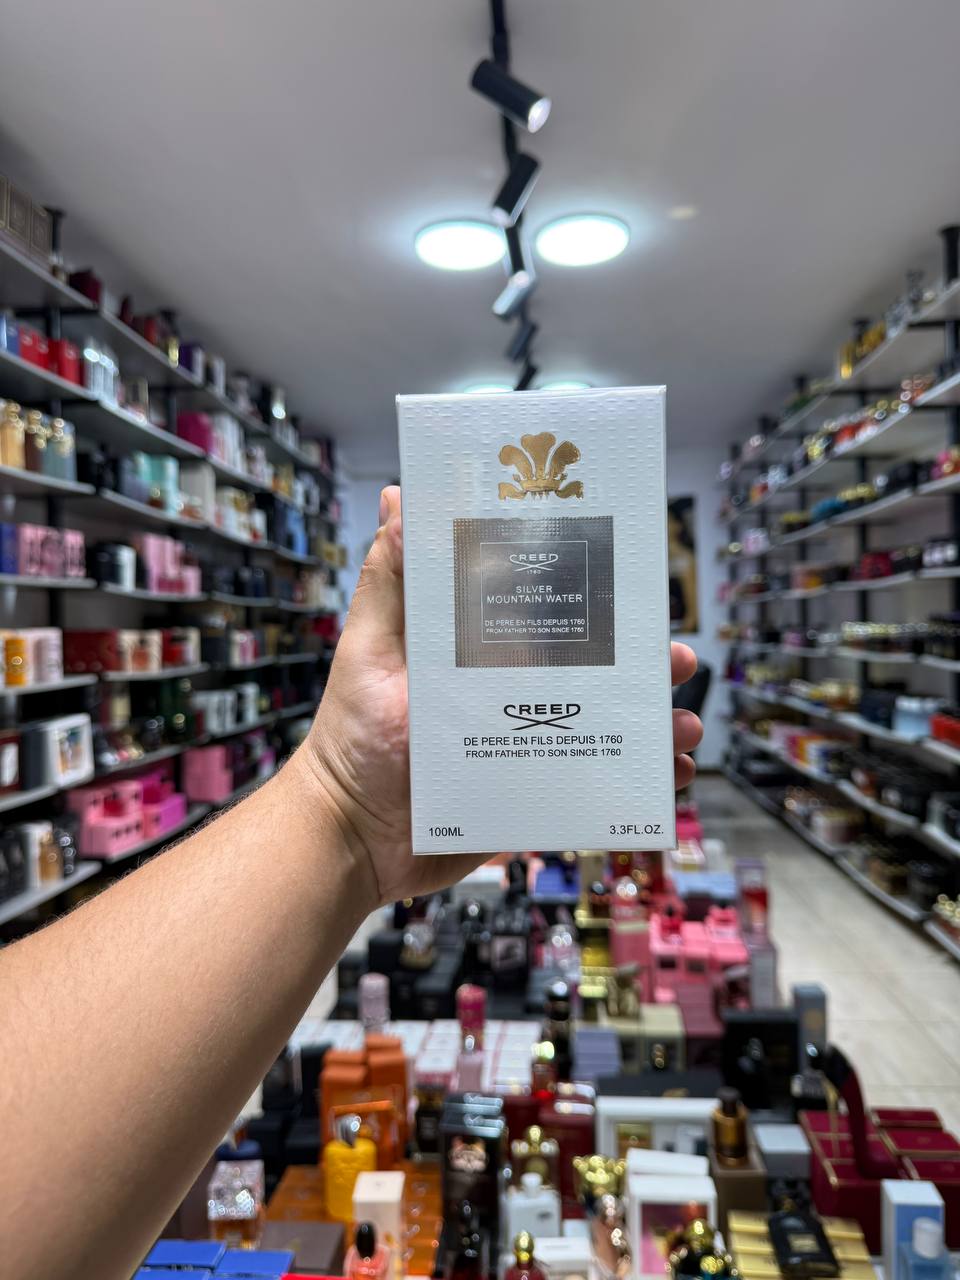 CREED
1760
SILVER
MOUNTAIN WATER
DE PERE EN FILS DEPUIS 1760
FROM FATHER TO SON SINCE 1760
CREED
DE PERE EN FILS DEPUIS 1760
FROM FATHER TO SON SINCE 1760
100ML
3.3FL.OZ.